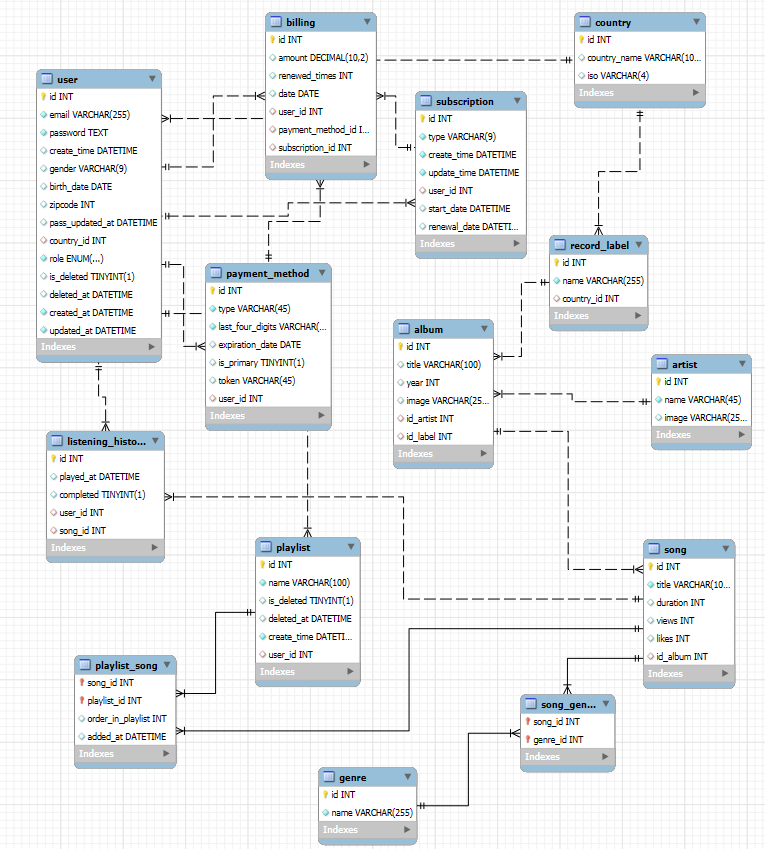 billing
id INT
amount DECIMAL(10,2)
renewed_times INT
date DATE
user_id INT
payment_method_id I...
subscription_id INT
Indexes
country
id INT
country_name VARCHAR(10...
iso VARCHAR(4)
Indexes
user
id INT
email VARCHAR(255)
password TEXT
create_time DATETIME
gender VARCHAR(9)
birth_date DATE
zipcode INT
pass_updated_at DATETIME
country_id INT
role ENUM(...)
is_deleted TINYINT(1)
deleted_at DATETIME
created_at DATETIME
updated_at DATETIME
Indexes
subscription
id INT
type VARCHAR(9)
create_time DATETIME
update_time DATETIME
user_id INT
start_date DATETIME
renewal_date DATETI...
Indexes
record_label
id INT
name VARCHAR(255)
country_id INT
Indexes
payment_method
id INT
type VARCHAR(45)
last_four_digits VARCHAR(...
expiration_date DATE
is_primary TINYINT(1)
token VARCHAR(45)
user_id INT
Indexes
album
id INT
title VARCHAR(100)
year INT
image VARCHAR(25...
id_artist INT
id_label INT
Indexes
artist
id INT
name VARCHAR(45)
image VARCHAR(25...
Indexes
listening_histo...
id INT
played_at DATETIME
completed TINYINT(1)
user_id INT
song_id INT
Indexes
playlist
id INT
name VARCHAR(100)
is_deleted TINYINT(1)
deleted_at DATETIME
create_time DATETI...
user_id INT
Indexes
song
id INT
title VARCHAR(10...
duration INT
views INT
likes INT
id_album INT
Indexes
playlist_song
song_id INT
playlist_id INT
order_in_playlist INT
added_at DATETIME
Indexes
song_gen...
song_id INT
genre_id INT
Indexes
genre
id INT
name VARCHAR(255)
Indexes